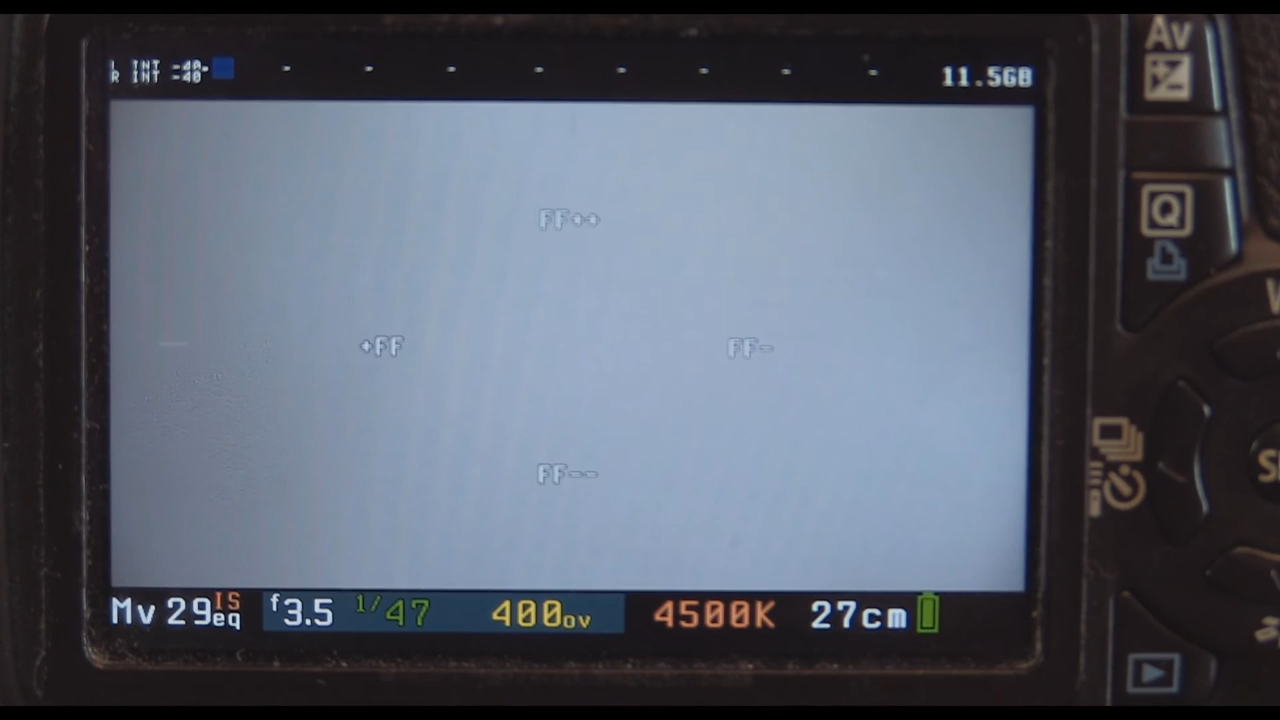 L INT -40-
R INT -40
11.5GB
FF++
+FF FF-
FF--
Mv 29eq IS f3.5 1/47 400ov 4500K 27cm
Av
Q